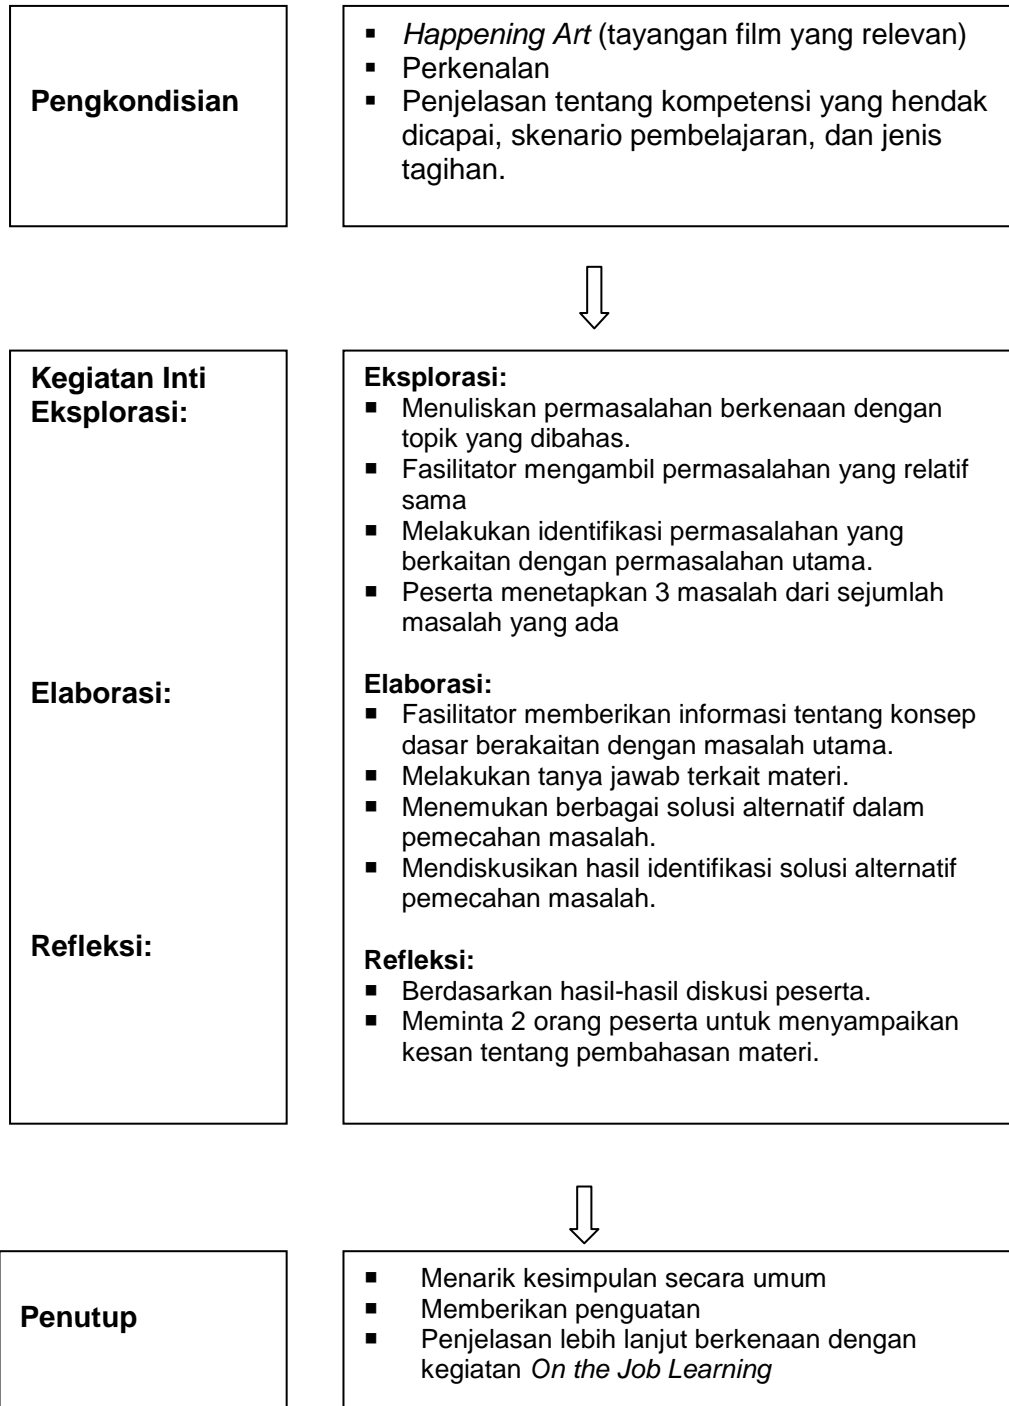 Pengkondisian
▪ Happening Art (tayangan film yang relevan)
▪ Perkenalan
▪ Penjelasan tentang kompetensi yang hendak
dicapai, skenario pembelajaran, dan jenis
tagihan.
Kegiatan Inti
Eksplorasi:
Eksplorasi:
▪ Menuliskan permasalahan berkenaan dengan
topik yang dibahas.
▪ Fasilitator mengambil permasalahan yang relatif
sama
▪ Melakukan identifikasi permasalahan yang
berkaitan dengan permasalahan utama.
▪ Peserta menetapkan 3 masalah dari sejumlah
masalah yang ada
Elaborasi:
Elaborasi:
▪ Fasilitator memberikan informasi tentang konsep
dasar berakaitan dengan masalah utama.
▪ Melakukan tanya jawab terkait materi.
▪ Menemukan berbagai solusi alternatif dalam
pemecahan masalah.
▪ Mendiskusikan hasil identifikasi solusi alternatif
pemecahan masalah.
Refleksi:
Refleksi:
▪ Berdasarkan hasil-hasil diskusi peserta.
▪ Meminta 2 orang peserta untuk menyampaikan
kesan tentang pembahasan materi.
Penutup
▪ Menarik kesimpulan secara umum
▪ Memberikan penguatan
▪ Penjelasan lebih lanjut berkenaan dengan
kegiatan On the Job Learning